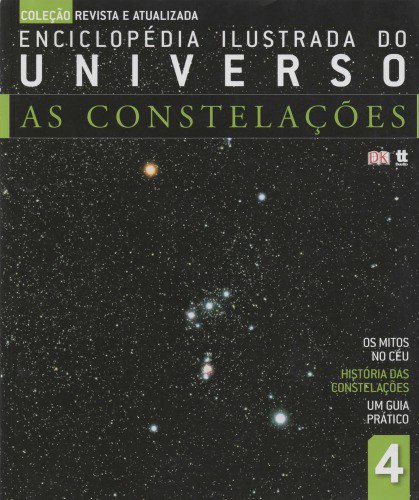 COLEÇÃO REVISTA E ATUALIZADA
ENCICLOPÉDIA ILUSTRADA DO
UNIVERSO
AS CONSTELAÇÕES
DK tt
OS MITOS
NO CÉU
HISTÓRIA DAS
CONSTELAÇÕES
UM GUIA
PRÁTICO
4